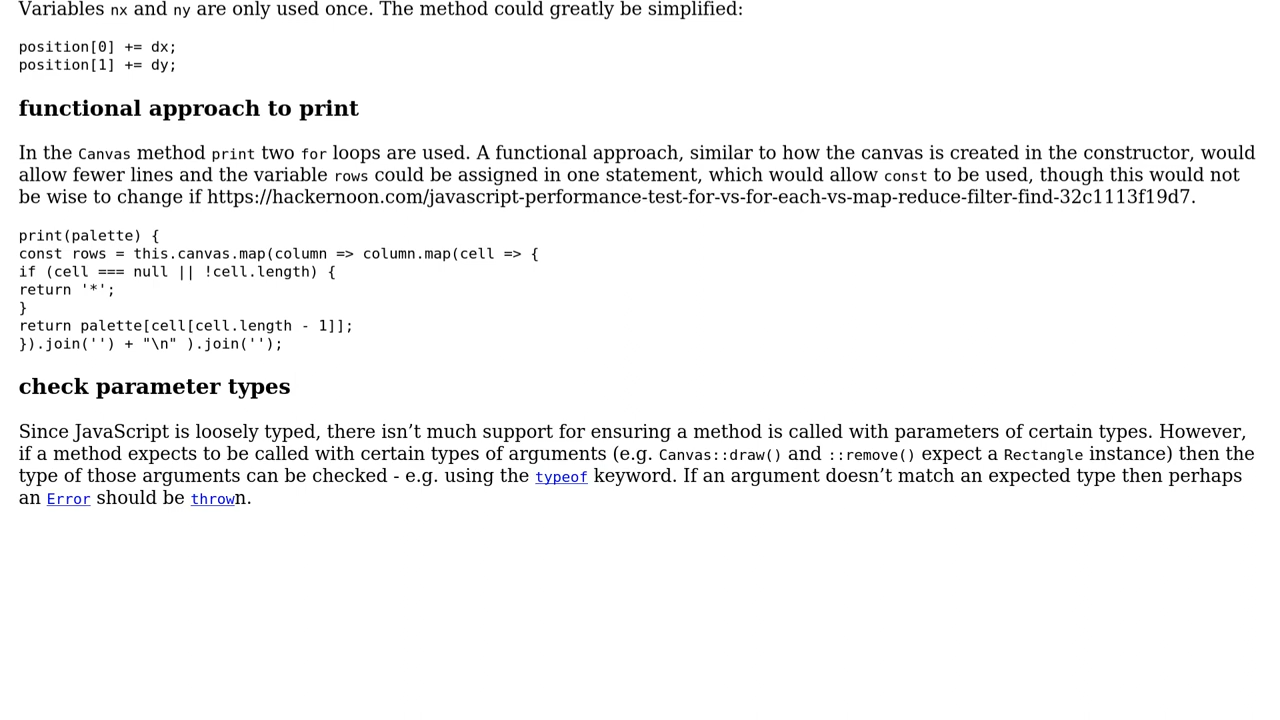 Variables nx and ny are only used once. The method could greatly be simplified:
position[0] += dx;
position[1] += dy;
functional approach to print
In the Canvas method print two for loops are used. A functional approach, similar to how the canvas is created in the constructor, would
allow fewer lines and the variable rows could be assigned in one statement, which would allow const to be used, though this would not
be wise to change if https://hackernoon.com/javascript-performance-test-for-vs-for-each-vs-map-reduce-filter-find-32c1113f19d7.
print(palette) {
const rows = this.canvas.map(column => column.map(cell => {
if (cell === null || !cell.length) {
return '*';
}
return palette[cell[cell.length - 1]];
}).join('') + "\n" ).join('');
check parameter types
Since JavaScript is loosely typed, there isn’t much support for ensuring a method is called with parameters of certain types. However,
if a method expects to be called with certain types of arguments (e.g. Canvas::draw() and ::remove() expect a Rectangle instance) then the
type of those arguments can be checked - e.g. using the typeof keyword. If an argument doesn’t match an expected type then perhaps
an Error should be thrown.